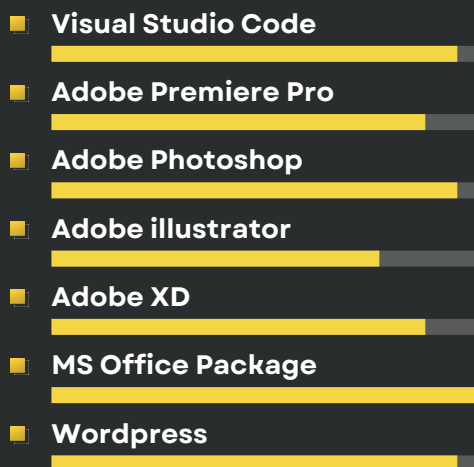 Visual Studio Code
Adobe Premiere Pro
Adobe Photoshop
Adobe illustrator
Adobe XD
MS Office Package
Wordpress